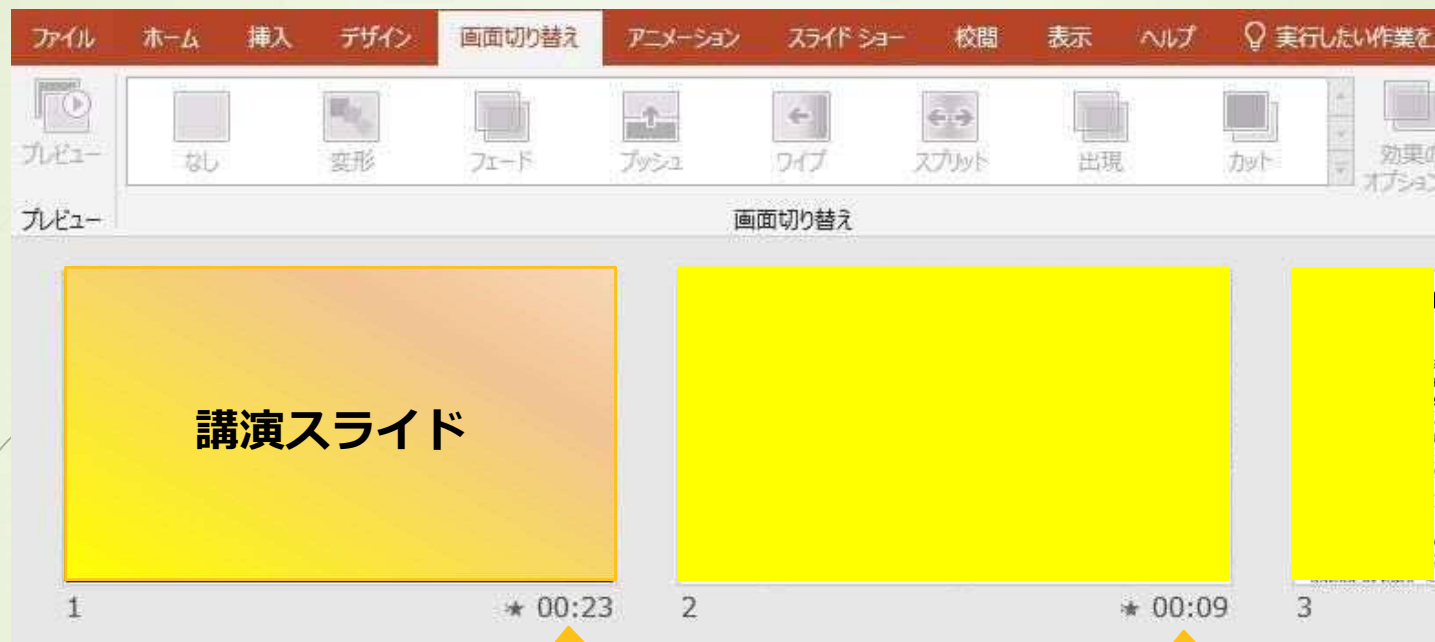 ファイル ホーム 挿入 デザイン 画面切り替え アニメーション スライド ショー 校閲 表示 ヘルプ 実行したい作業を
プレビュー なし 変形 フェード プッシュ ワイプ スプリット 出現 カット 効果の
オプション
プレビュー 画面切り替え
講演スライド
1 00:23 2 00:09 3